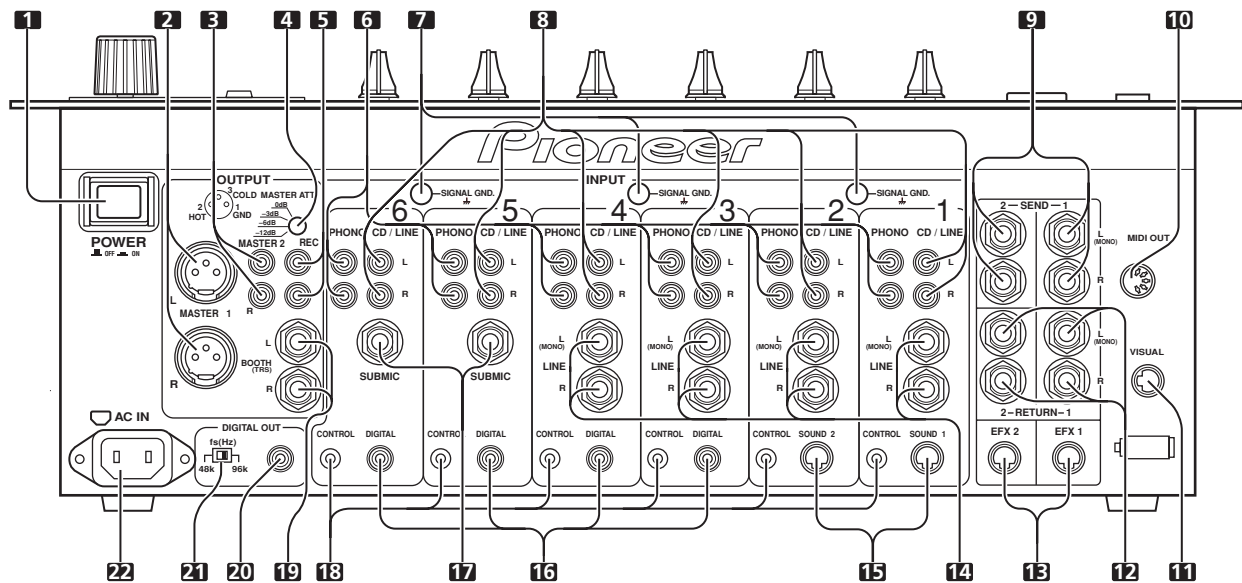 1 2 3 4 5 6 7 8 9 10
Pioneer
OUTPUT
INPUT
3
COLD
2
1
HOT
GND
MASTER ATT.
0dB
–3dB
–6dB
–12dB
MASTER 2
REC
POWER
OFF ON
L
R
MASTER 1
L
R
BOOTH
(TRS)
L
R
SIGNAL GND.
SIGNAL GND.
SIGNAL GND.
6 5 4 3 2 1
PHONO CD / LINE PHONO CD / LINE PHONO CD / LINE PHONO CD / LINE PHONO CD / LINE PHONO CD / LINE
L L L L L L
R R R R R R
SUBMIC SUBMIC
L
(MONO)
LINE
R
L
(MONO)
LINE
R
L
(MONO)
LINE
R
L
(MONO)
LINE
R
2 – SEND – 1
L
(MONO)
R
L
(MONO)
R
2 – RETURN – 1
EFX 2 EFX 1
MIDI OUT
VISUAL
AC IN
DIGITAL OUT
fs(Hz)
48k 96k
CONTROL DIGITAL CONTROL DIGITAL CONTROL DIGITAL CONTROL DIGITAL CONTROL SOUND 2 CONTROL SOUND 1
22 21 20 19 18 17 16 15 14 13 12 11